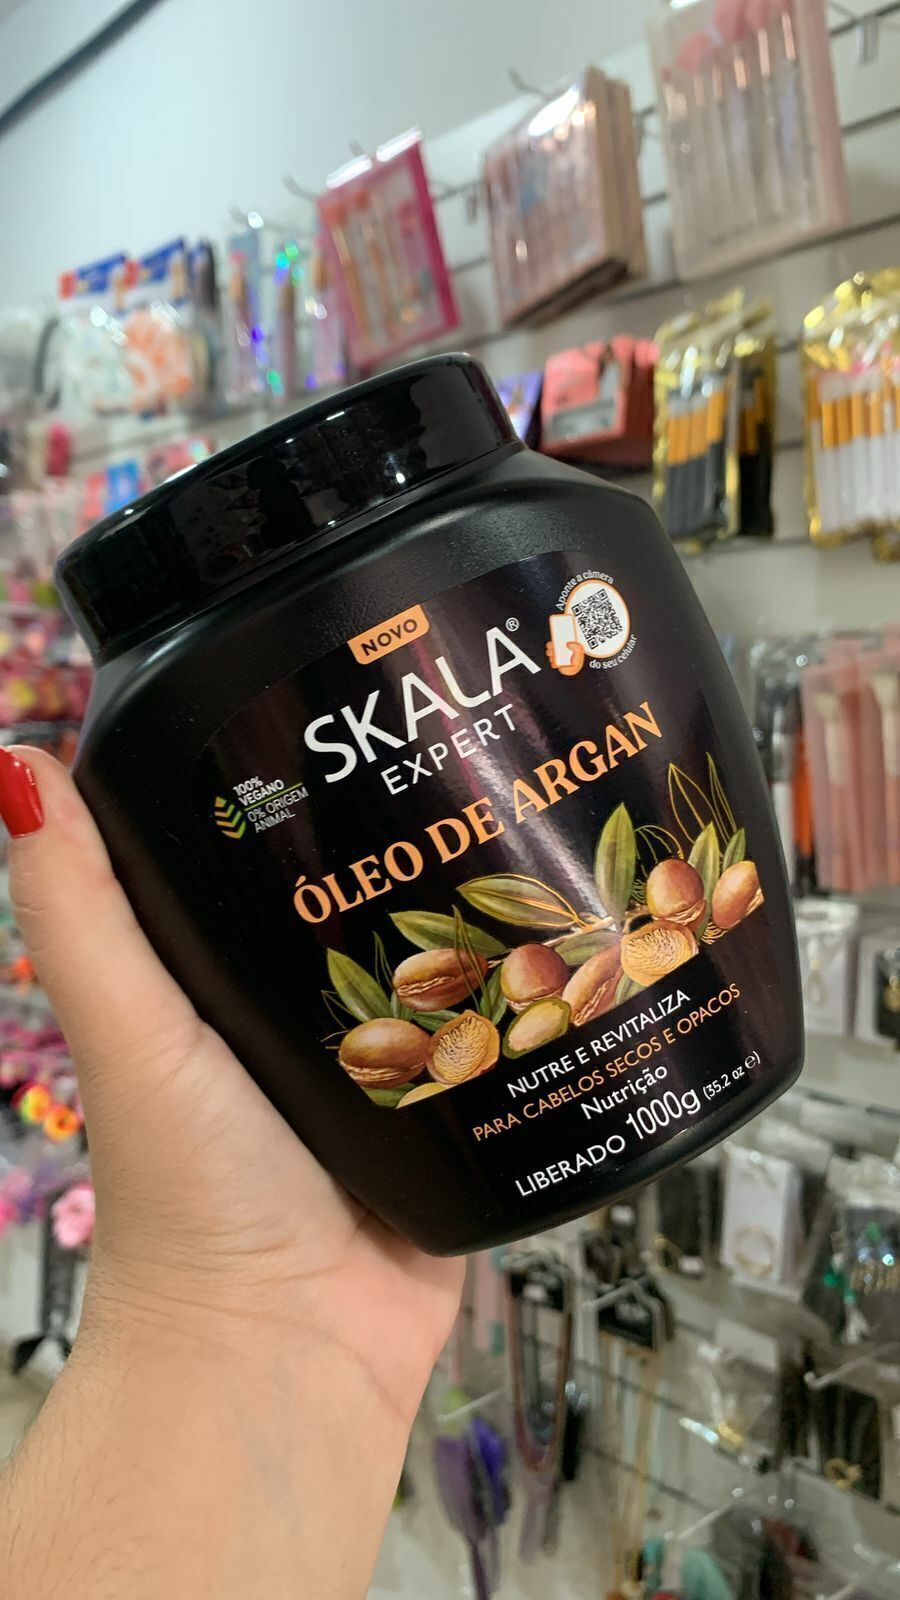 NOVO
SKALA®
EXPERT
Aponte a câmera
do seu celular
100%
VEGANO
0% ORIGEM
ANIMAL
ÓLEO DE ARGAN
NUTRE E REVITALIZA
PARA CABELOS SECOS E OPACOS
Nutrição
LIBERADO 1000g (35.2 oz ℮)